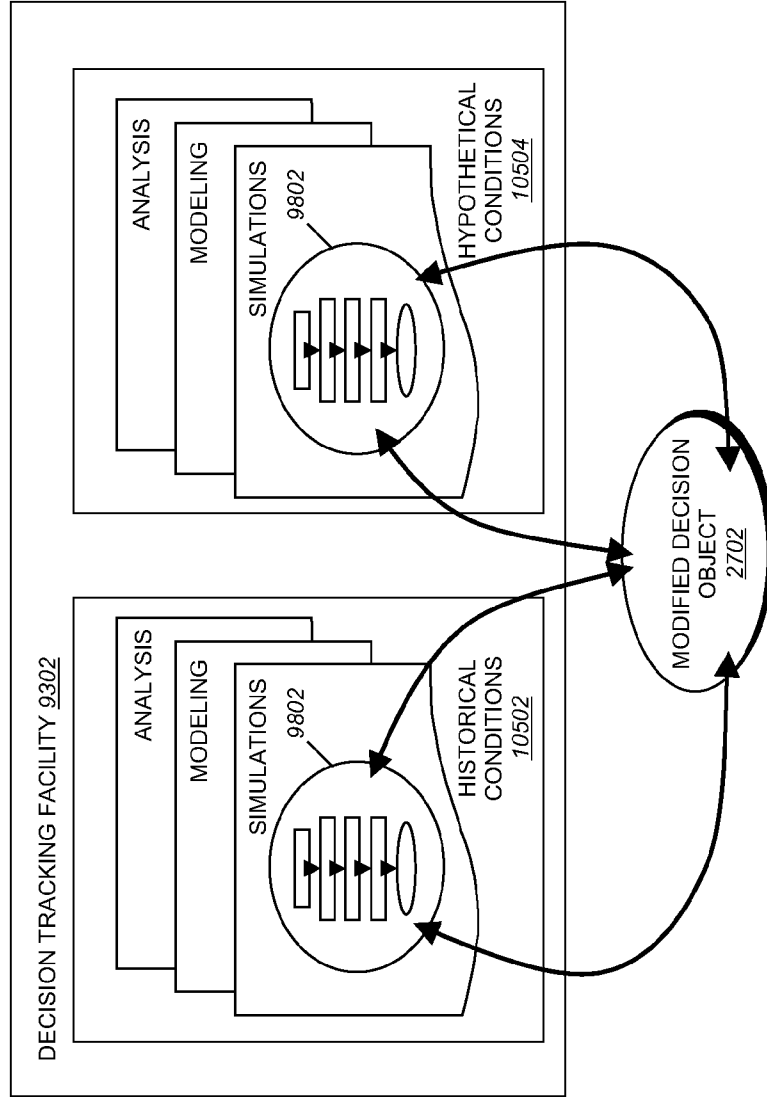 DECISION TRACKING FACILITY 9302
ANALYSIS
MODELING
SIMULATIONS
9802
HISTORICAL
CONDITIONS
10502
ANALYSIS
MODELING
SIMULATIONS
9802
HYPOTHETICAL
CONDITIONS
10504
MODIFIED DECISION
OBJECT
2702